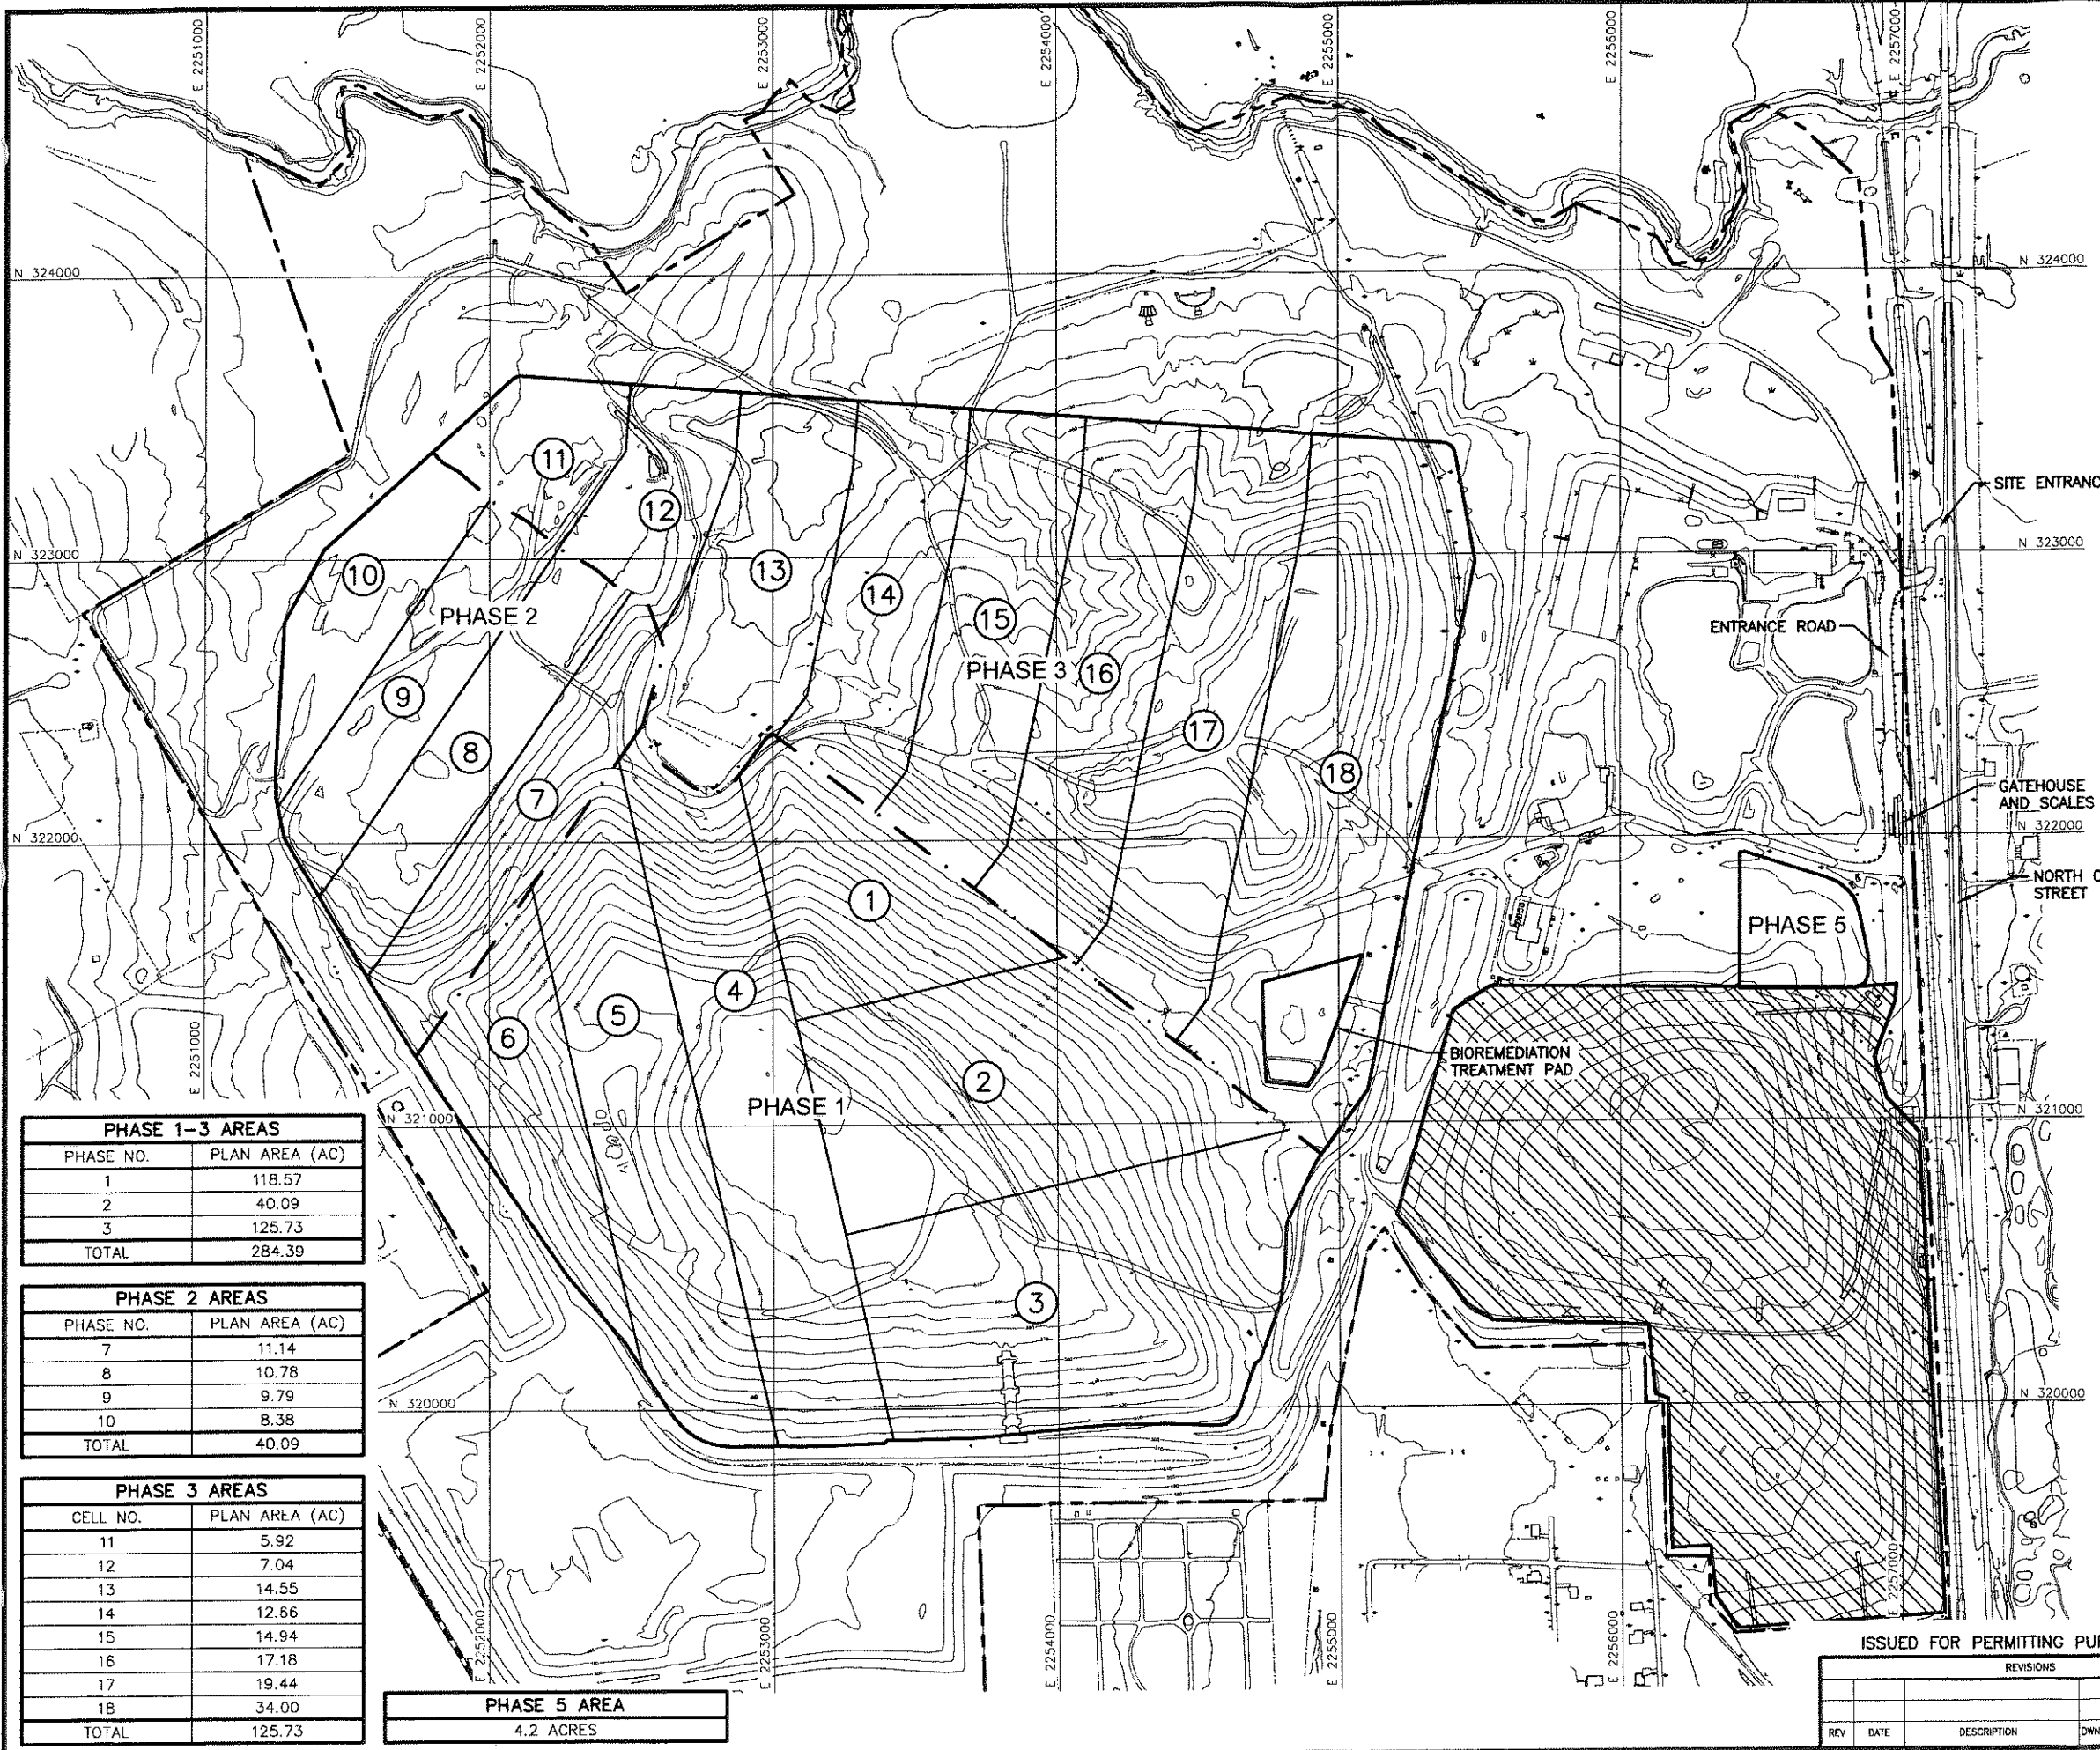 E 2251000
E 2252000
E 2253000
E 2254000
E 2255000
E 2256000
E 2257000
N 324000
N 324000
SITE ENTRANC
N 323000
N 323000
11
12
10
13
14
15
PHASE 2
PHASE 3
16
ENTRANCE ROAD
9
8
17
18
7
GATEHOUSE
AND SCALES
N 322000
N 322000
1
NORTH
STREET
PHASE 5
4
5
6
BIOREMEDIATION
TREATMENT PAD
2
PHASE 1
E 2251000
N 321000
N 321000
PHASE 1-3 AREAS
PHASE NO. PLAN AREA (AC)
1 118.57
2 40.09
3 125.73
TOTAL 284.39
3
PHASE 2 AREAS
PHASE NO. PLAN AREA (AC)
7 11.14
8 10.78
9 9.79
10 8.38
TOTAL 40.09
N 320000
N 320000
PHASE 3 AREAS
CELL NO. PLAN AREA (AC)
11 5.92
12 7.04
13 14.55
14 12.66
15 14.94
16 17.18
17 19.44
18 34.00
TOTAL 125.73
E 2252000
E 2253000
E 2254000
E 2255000
E 2256000
E 2257000
PHASE 5 AREA
4.2 ACRES
ISSUED FOR PERMITTING PU
REVISIONS
REV DATE DESCRIPTION DWN